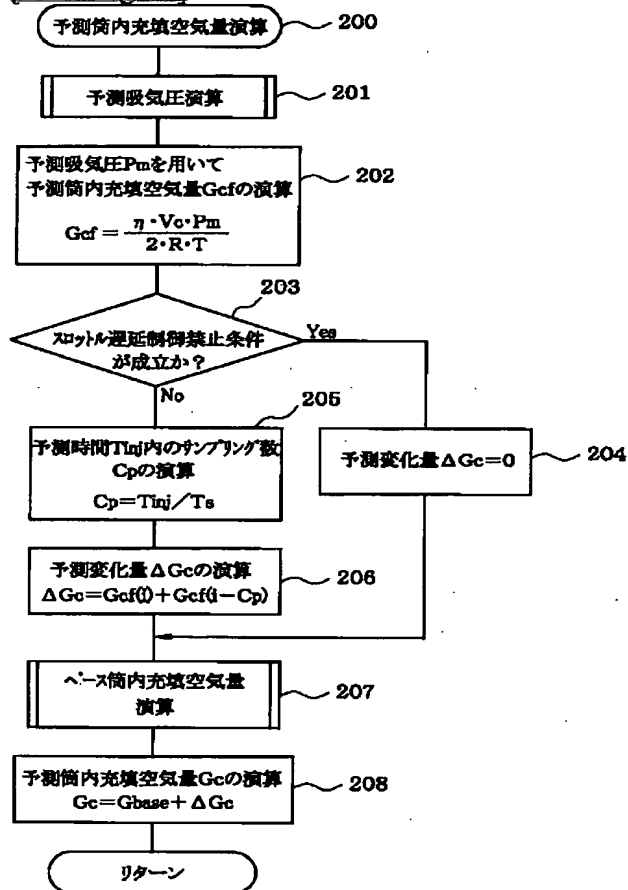 予測筒内充填空気量演算
200
予測吸気圧演算
201
予測吸気圧Pmを用いて
予測筒内充填空気量Gcfの演算
Gcf = η・Vc・Pm / 2・R・T
202
203
スロットル遅延制御禁止条件
が成立か?
Yes
No
205
予測時間Tinj内のサンプリング数
Cpの演算
Cp=Tinj/Ts
予測変化量ΔGc=0
204
予測変化量ΔGcの演算
ΔGc=Gcf(i)+Gcf(i-Cp)
206
ベース筒内充填空気量
演算
207
予測筒内充填空気量Gcの演算
Gc=Gbase+ΔGc
208
リターン